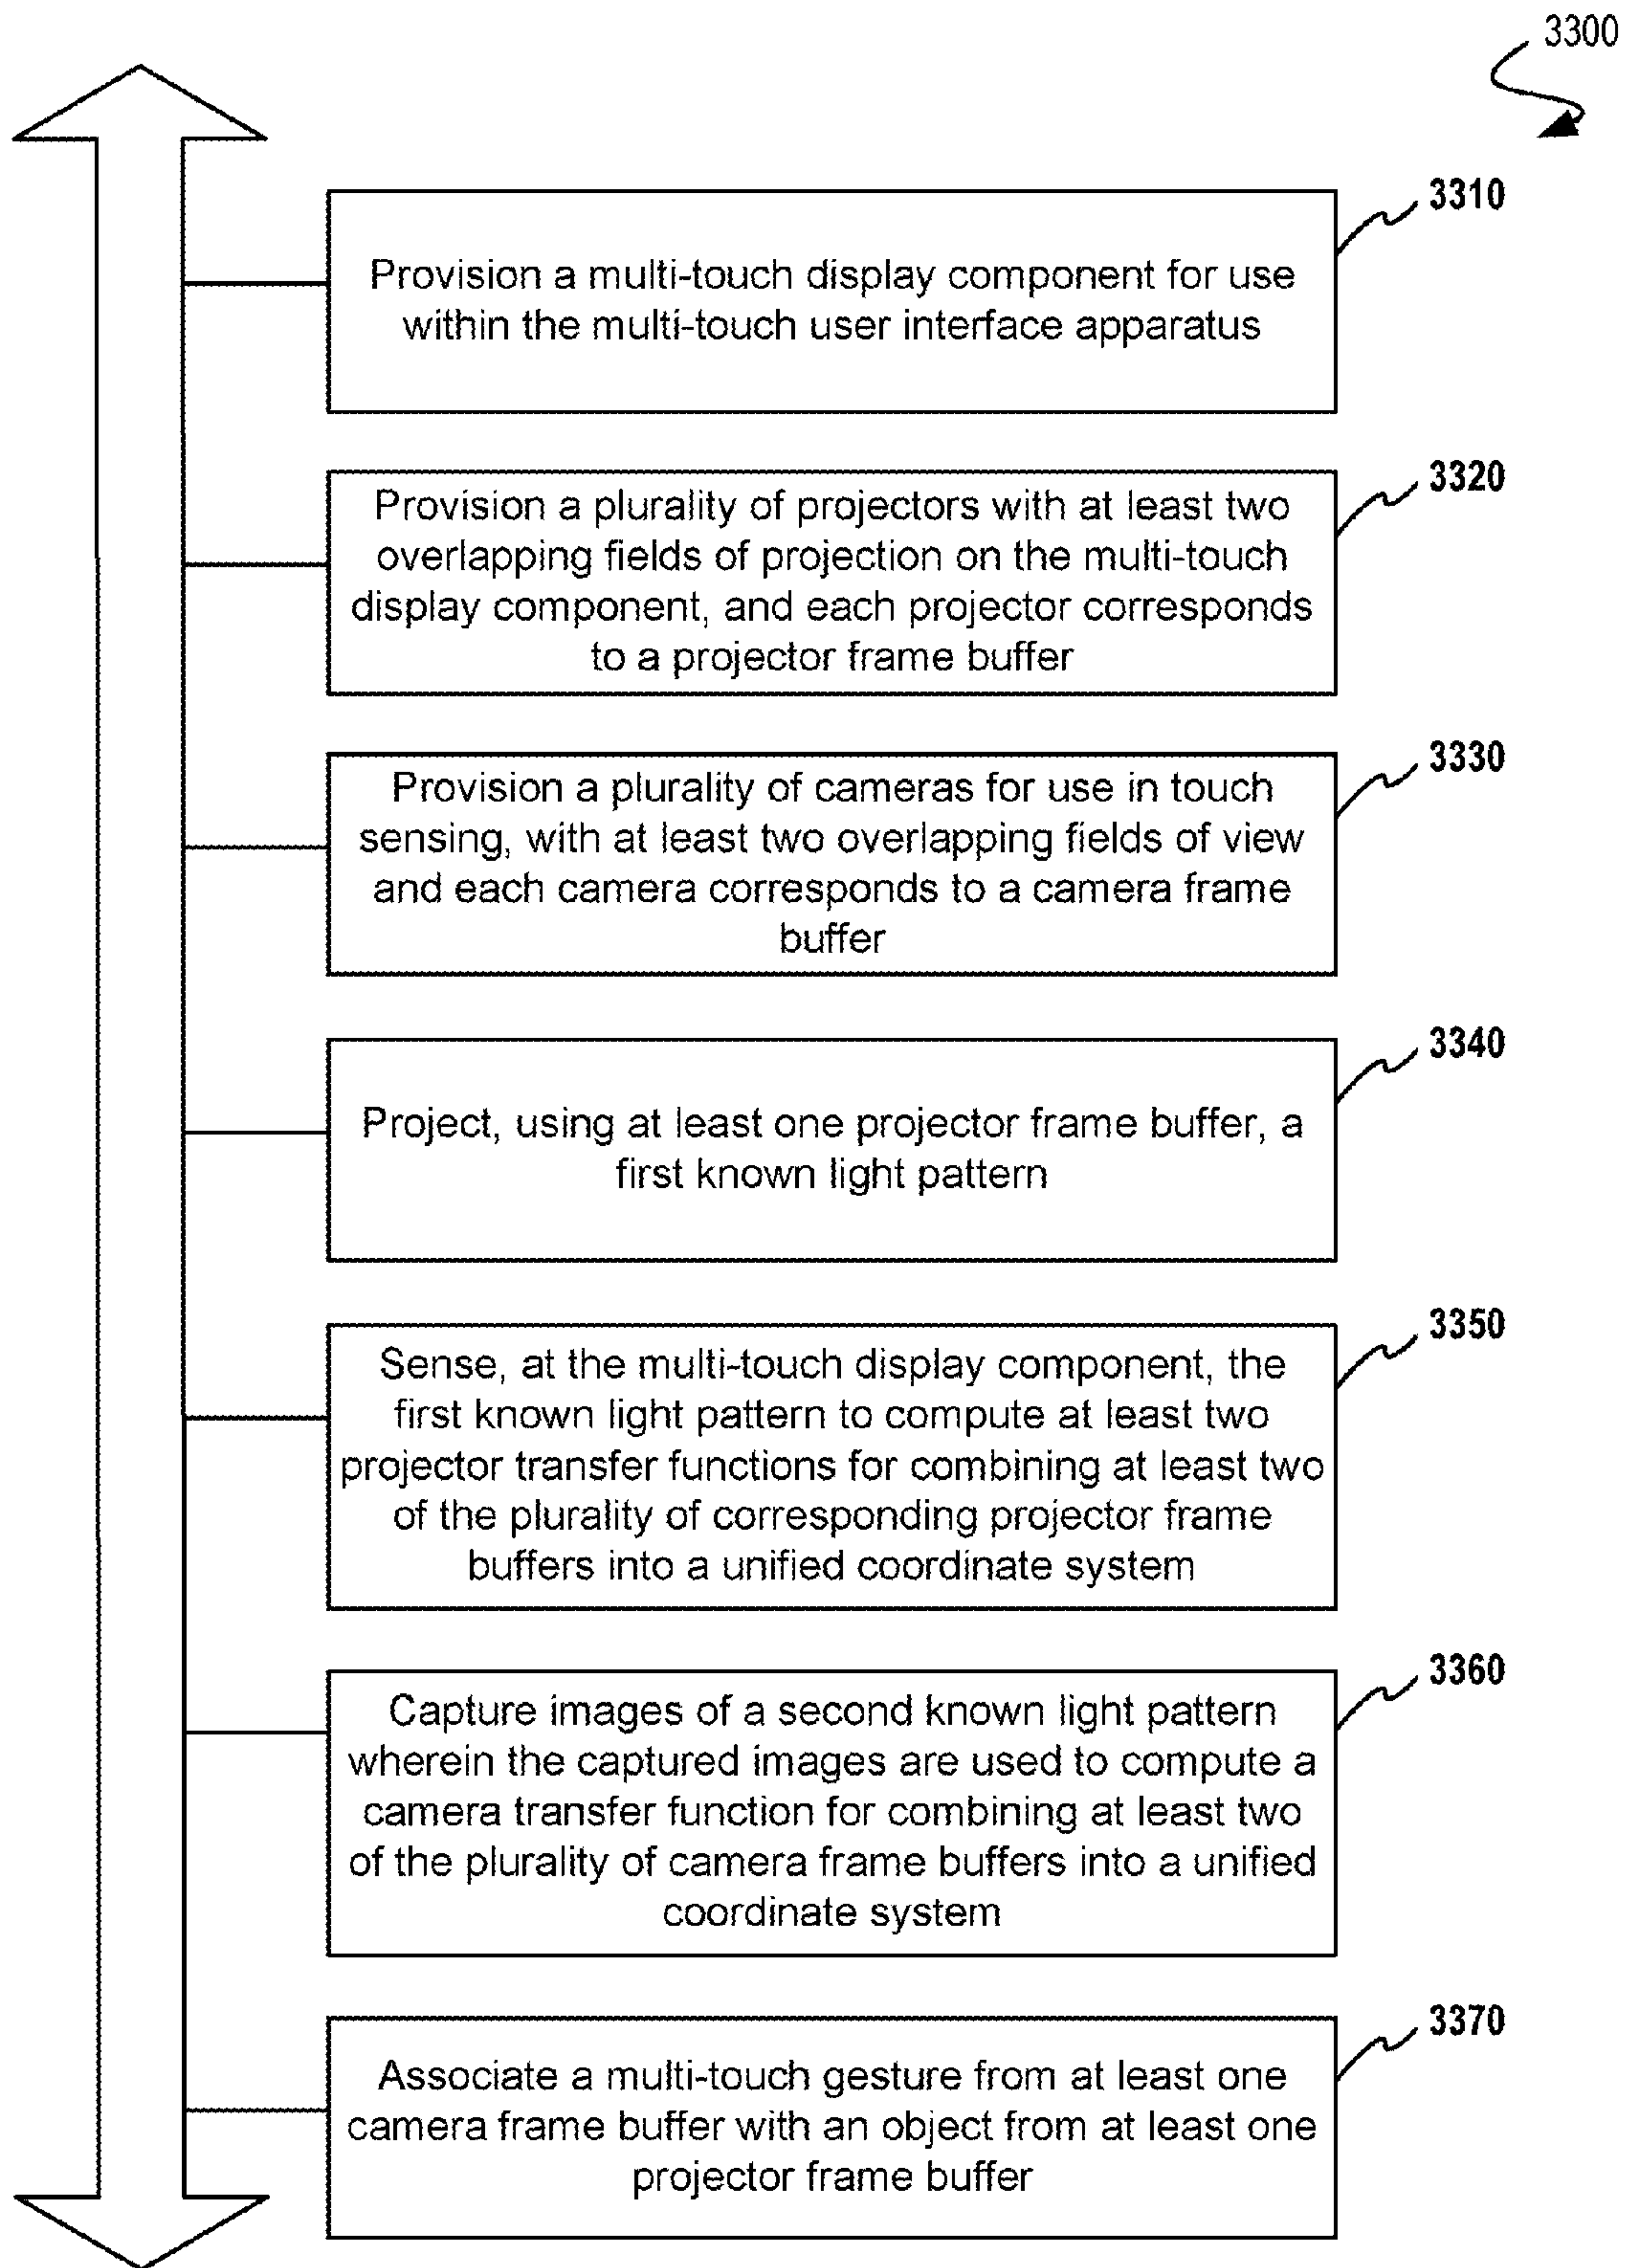 3300
3310
Provision a multi-touch display component for use
within the multi-touch user interface apparatus
3320
Provision a plurality of projectors with at least two
overlapping fields of projection on the multi-touch
display component, and each projector corresponds
to a projector frame buffer
3330
Provision a plurality of cameras for use in touch
sensing, with at least two overlapping fields of view
and each camera corresponds to a camera frame
buffer
3340
Project, using at least one projector frame buffer, a
first known light pattern
3350
Sense, at the multi-touch display component, the
first known light pattern to compute at least two
projector transfer functions for combining at least two
of the plurality of corresponding projector frame
buffers into a unified coordinate system
3360
Capture images of a second known light pattern
wherein the captured images are used to compute a
camera transfer function for combining at least two
of the plurality of camera frame buffers into a unified
coordinate system
3370
Associate a multi-touch gesture from at least one
camera frame buffer with an object from at least one
projector frame buffer